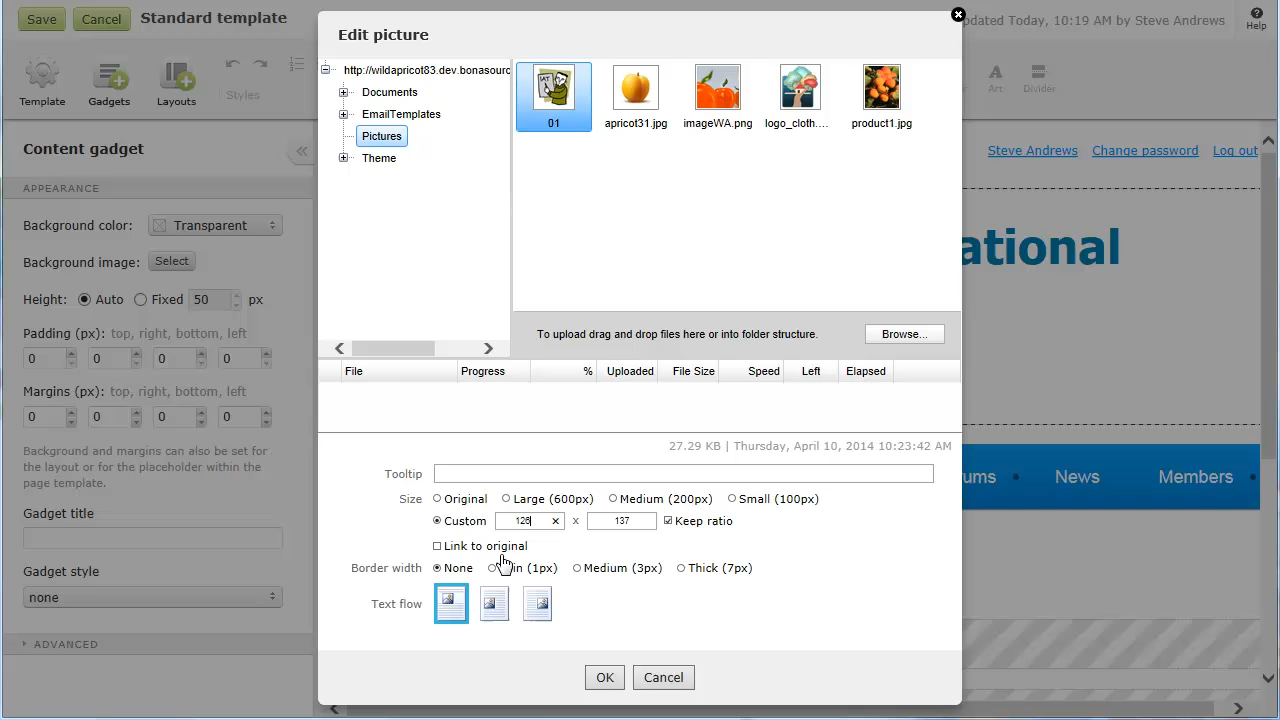 Save
Cancel
Standard template
pdated Today, 10:19 AM by Steve Andrews
Help
Template
Gadgets
Layouts
Styles
Art
Divider
Content gadget
APPEARANCE
Background color:
Transparent
Background image:
Select
Height:
Auto
Fixed
50
px
Padding (px): top, right, bottom, left
0
0
0
0
Margins (px): top, right, bottom, left
0
0
0
0
Background and margins can also be set
for the layout or for the placeholder within the
page template.
Gadget title
Gadget style
none
ADVANCED
Edit picture
http://wildapricot83.dev.bonasourc
Documents
EmailTemplates
Pictures
Theme
01
apricot31.jpg
imageWA.png
logo_cloth....
product1.jpg
To upload drag and drop files here or into folder structure.
Browse...
File
Progress
%
Uploaded
File Size
Speed
Left
Elapsed
27.29 KB | Thursday, April 10, 2014 10:23:42 AM
Tooltip
Size
Original
Large (600px)
Medium (200px)
Small (100px)
Custom
126
x
137
Keep ratio
Link to original
Border width
None
in (1px)
Medium (3px)
Thick (7px)
Text flow
OK
Cancel
Steve Andrews
Change password
Log out
ational
ums
News
Members